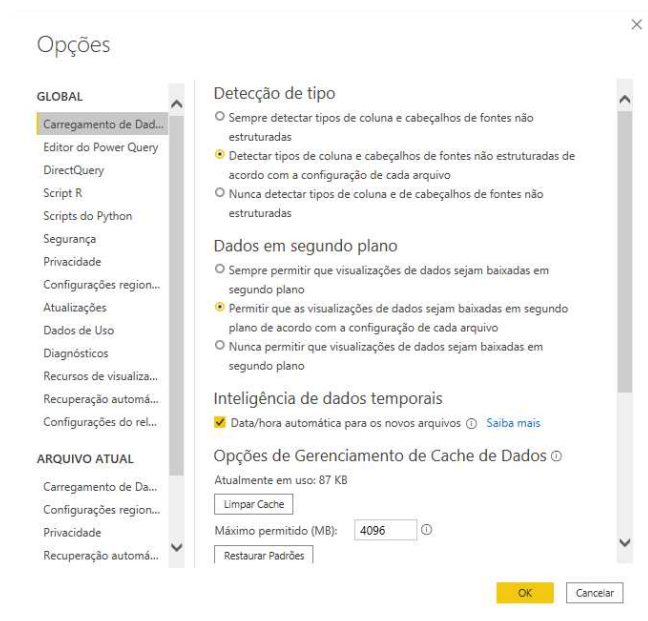 Opções
GLOBAL
Carregamento de Dad...
Editor do Power Query
DirectQuery
Script R
Scripts do Python
Segurança
Privacidade
Configurações region...
Atualizações
Dados de Uso
Diagnósticos
Recursos de visualiza...
Recuperação automá...
Configurações do rel...
ARQUIVO ATUAL
Carregamento de Da...
Configurações region...
Privacidade
Recuperação automá...
Detecção de tipo
Sempre detectar tipos de coluna e cabeçalhos de fontes não
estruturadas
Detectar tipos de coluna e cabeçalhos de fontes não estruturadas de
acordo com a configuração de cada arquivo
Nunca detectar tipos de coluna e de cabeçalhos de fontes não
estruturadas
Dados em segundo plano
Sempre permitir que visualizações de dados sejam baixadas em
segundo plano
Permitir que as visualizações de dados sejam baixadas em segundo
plano de acordo com a configuração de cada arquivo
Nunca permitir que visualizações de dados sejam baixadas em
segundo plano
Inteligência de dados temporais
Data/hora automática para os novos arquivos Saiba mais
Opções de Gerenciamento de Cache de Dados
Atualmente em uso: 87 KB
Limpar Cache
Máximo permitido (MB): 4096
Restaurar Padrões
OK Cancelar